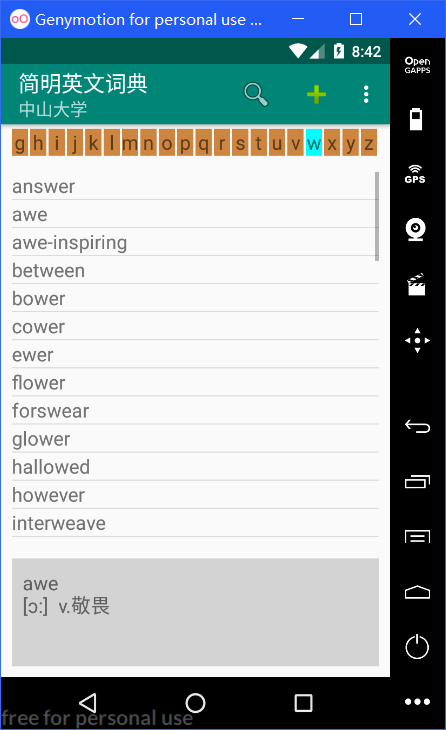 Genymotion for personal use ...
8:42
简明英文词典
中山大学
g h i j k l m n o p q r s t u v w x y z
answer
awe
awe-inspiring
between
bower
cower
ewer
flower
forswear
glower
hallowed
however
interweave
awe
[ɔ:] v.敬畏
free for personal use
Open
GAPPS
GPS